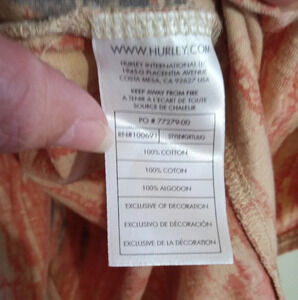 WWW.HURLEY.COM
HURLEY INTERNATIONAL LLC
1945-G PLACENTIA AVENUE
COSTA MESA, CA 92627 USA
KEEP AWAY FROM FIRE
A TENIR A L'ECART DE TOUTE
SOURCE DE CHALEUR
PO # 77279-00
RN#100691
100% COTTON
100% COTON
100% ALGODON
EXCLUSIVE OF DECORATION
EXCLUSIVO DE DECORACIÓN
EXCLUSIVE DE LA DÉCORATION